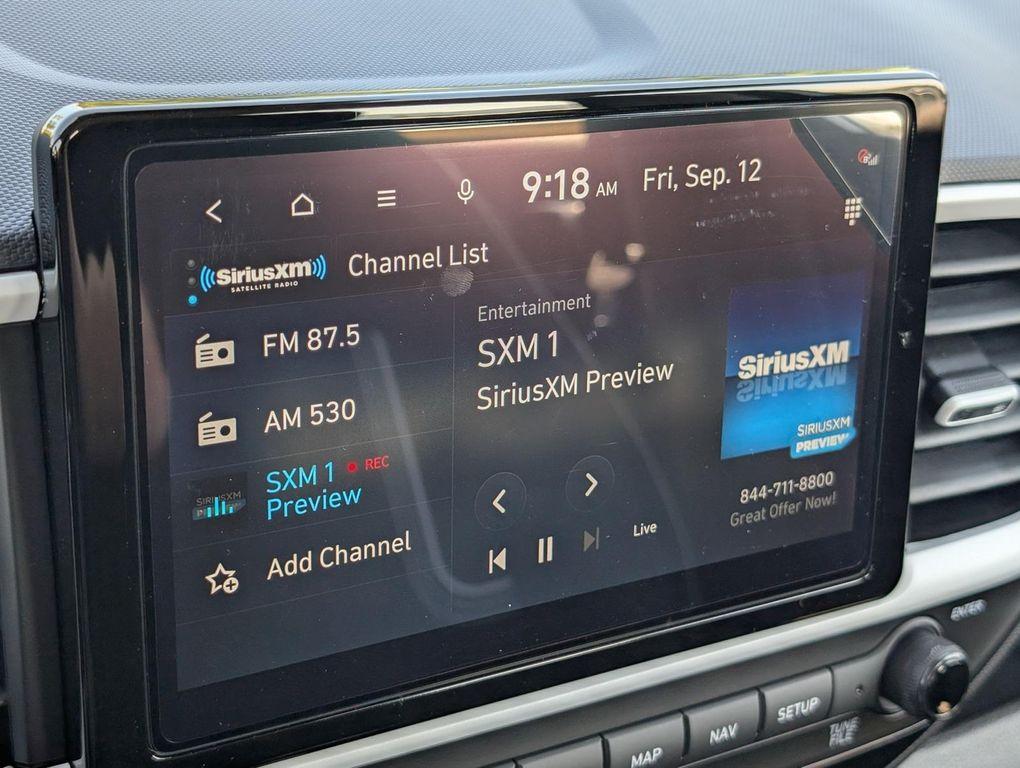 9:18 AM Fri, Sep. 12
SiriusXM
SATELLITE RADIO
Channel List
FM 87.5
AM 530
SIRIUSXM
SXM 1 REC
Preview
Add Channel
Entertainment
SXM 1
SiriusXM Preview
Live
SiriusXM
SIRIUSXM
PREVIEW
844-711-8800
Great Offer Now!
MAP
NAV
SETUP
ENTER
TUNE
FILE